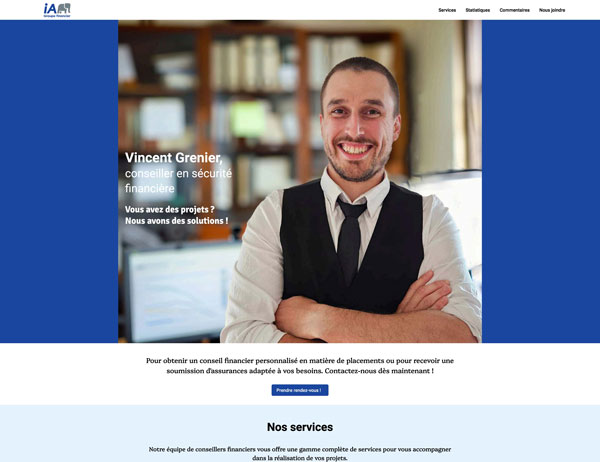 iA
Groupe financier
Services Statistiques Commentaires Nous joindre
Vincent Grenier,
conseiller en sécurité
financière
Vous avez des projets ?
Nous avons des solutions !
Pour obtenir un conseil financier personnalisé en matière de placements ou pour recevoir une
soumission d'assurances adaptée à vos besoins. Contactez-nous dès maintenant !
Prendre rendez-vous !
Nos services
Notre équipe de conseillers financiers vous offre une gamme complète de services pour vous accompagner
dans la réalisation de vos projets.